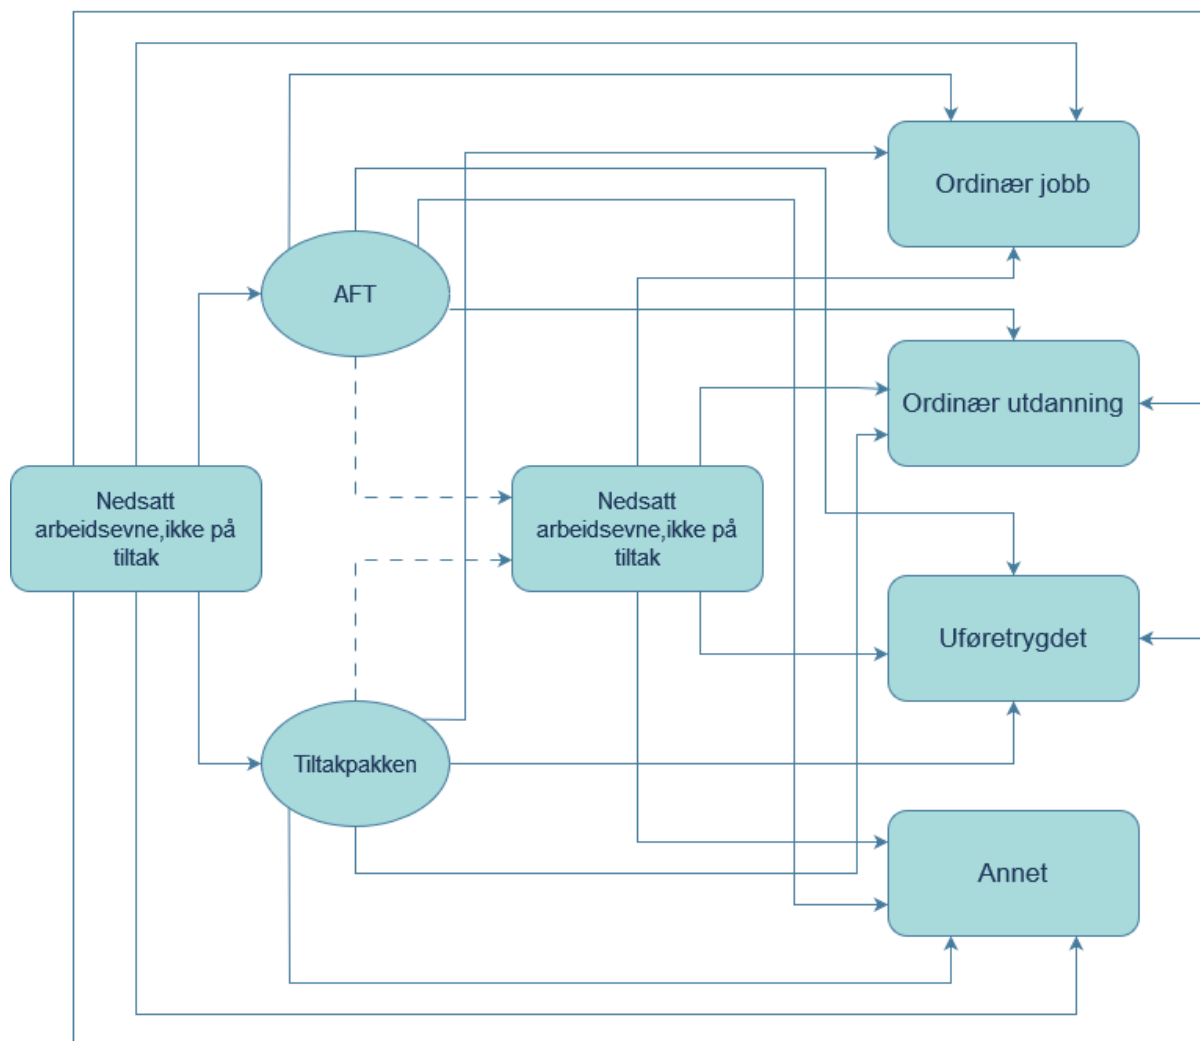 Ordinær jobb
AFT
Ordinær utdanning
Nedsatt
arbeidsevne,ikke på
tiltak
Nedsatt
arbeidsevne,ikke på
tiltak
Uføretrygdet
Tiltakpakken
Annet